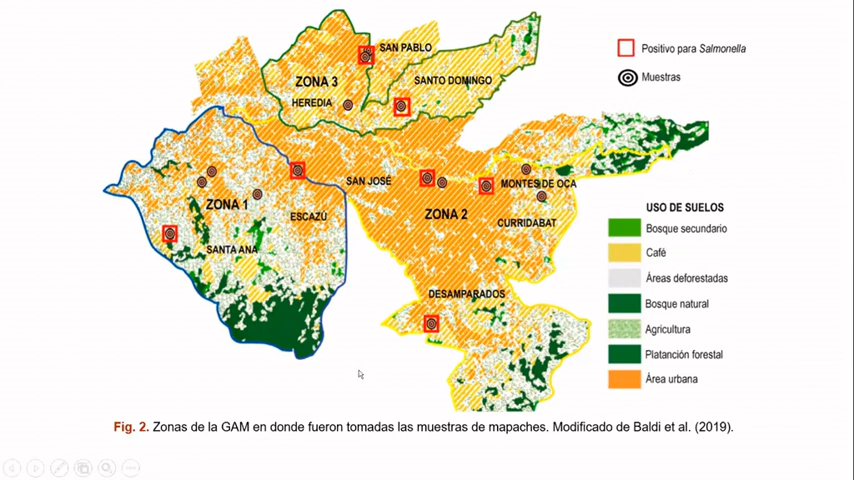 SAN PABLO
ZONA 3
SANTO DOMINGO
HEREDIA
SAN JOSÉ
MONTES DE OCA
ZONA 1
ESCAZÚ
ZONA 2
CURRIDABAT
SANTA ANA
DESAMPARADOS
Positivo para Salmonella
Muestras
USO DE SUELOS
Bosque secundario
Café
Áreas deforestadas
Bosque natural
Agricultura
Platanción forestal
Área urbana
Fig. 2. Zonas de la GAM en donde fueron tomadas las muestras de mapaches. Modificado de Baldi et al. (2019).